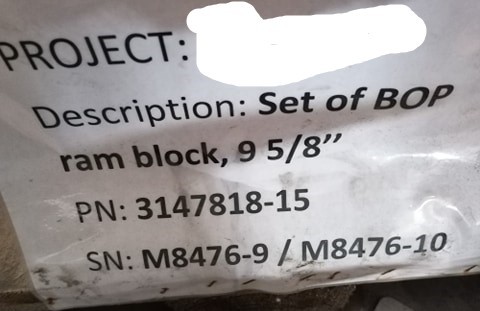 PROJECT:
Description: Set of BOP
ram block, 9 5/8”
PN: 3147818-15
SN: M8476-9 / M8476-10